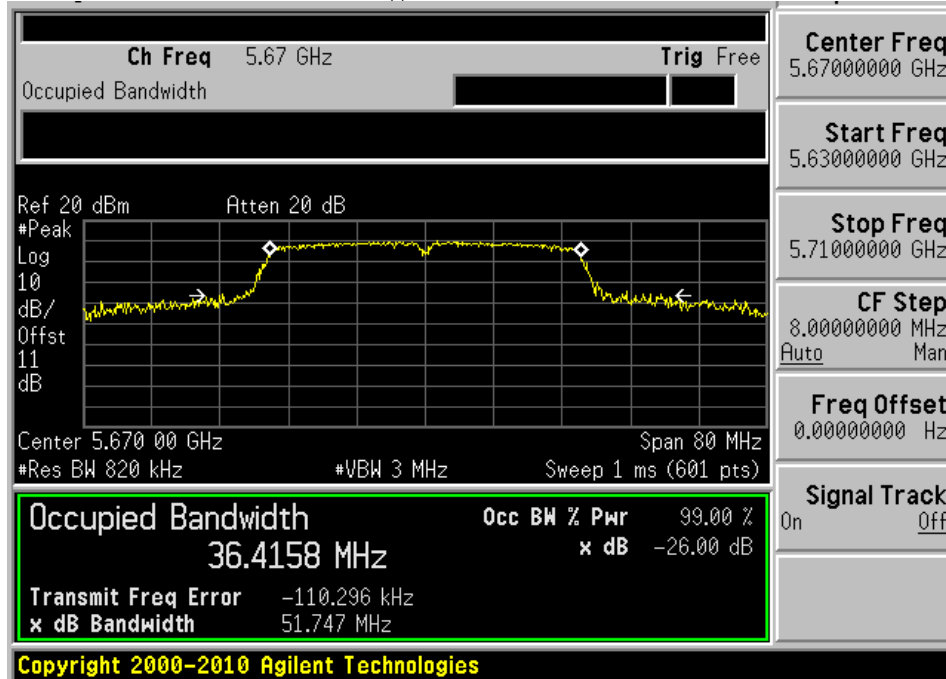 Ch Freq 5.67 GHz Trig Free
Occupied Bandwidth
Ref 20 dBm Atten 20 dB
#Peak
Log
10
dB/
Offst
11
dB
Center 5.670 00 GHz Span 80 MHz
#Res BW 820 kHz #VBW 3 MHz Sweep 1 ms (601 pts)
Occupied Bandwidth Occ BW % Pwr 99.00 %
36.4158 MHz x dB -26.00 dB
Transmit Freq Error -110.296 kHz
x dB Bandwidth 51.747 MHz
Copyright 2000-2010 Agilent Technologies
Center Freq
5.67000000 GHz
Start Freq
5.63000000 GHz
Stop Freq
5.71000000 GHz
CF Step
8.00000000 MHz
Auto Man
Freq Offset
0.00000000 Hz
Signal Track
On Off